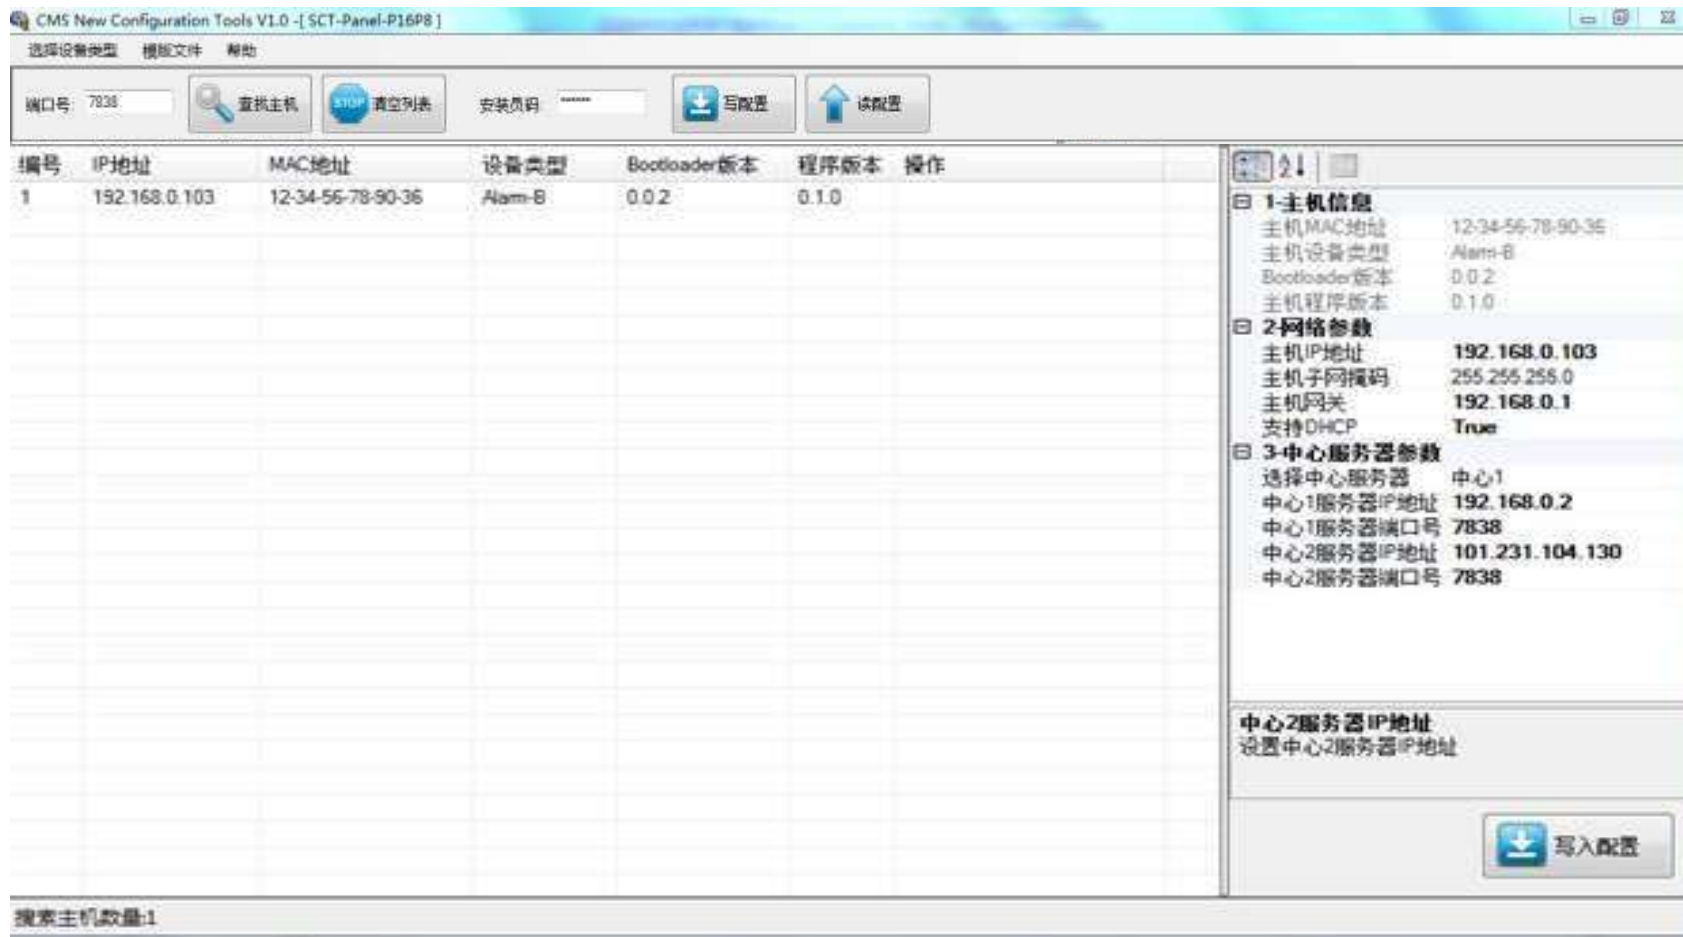 CMS New Configuration Tools V1.0 -[ SCT-Panel-P16P8 ]
选择设备类型 模版文件 帮助
端口号 7838 查找主机 STOP 清空列表 安装员码 ****** 写配置 读配置
编号 IP地址 MAC地址 设备类型 Bootloader版本 程序版本 操作
1 192.168.0.103 12-34-56-78-90-36 Alarm-B 0.0.2 0.1.0
1-主机信息
主机MAC地址 12-34-56-78-90-36
主机设备类型 Alarm-B
Bootloader版本 0.0.2
主机程序版本 0.1.0
2-网络参数
主机IP地址 192.168.0.103
主机子网掩码 255.255.255.0
主机网关 192.168.0.1
支持DHCP True
3-中心服务器参数
选择中心服务器 中心1
中心1服务器IP地址 192.168.0.2
中心1服务器端口号 7838
中心2服务器IP地址 101.231.104.130
中心2服务器端口号 7838
中心2服务器IP地址
设置中心2服务器IP地址
写入配置
搜索主机数量:1